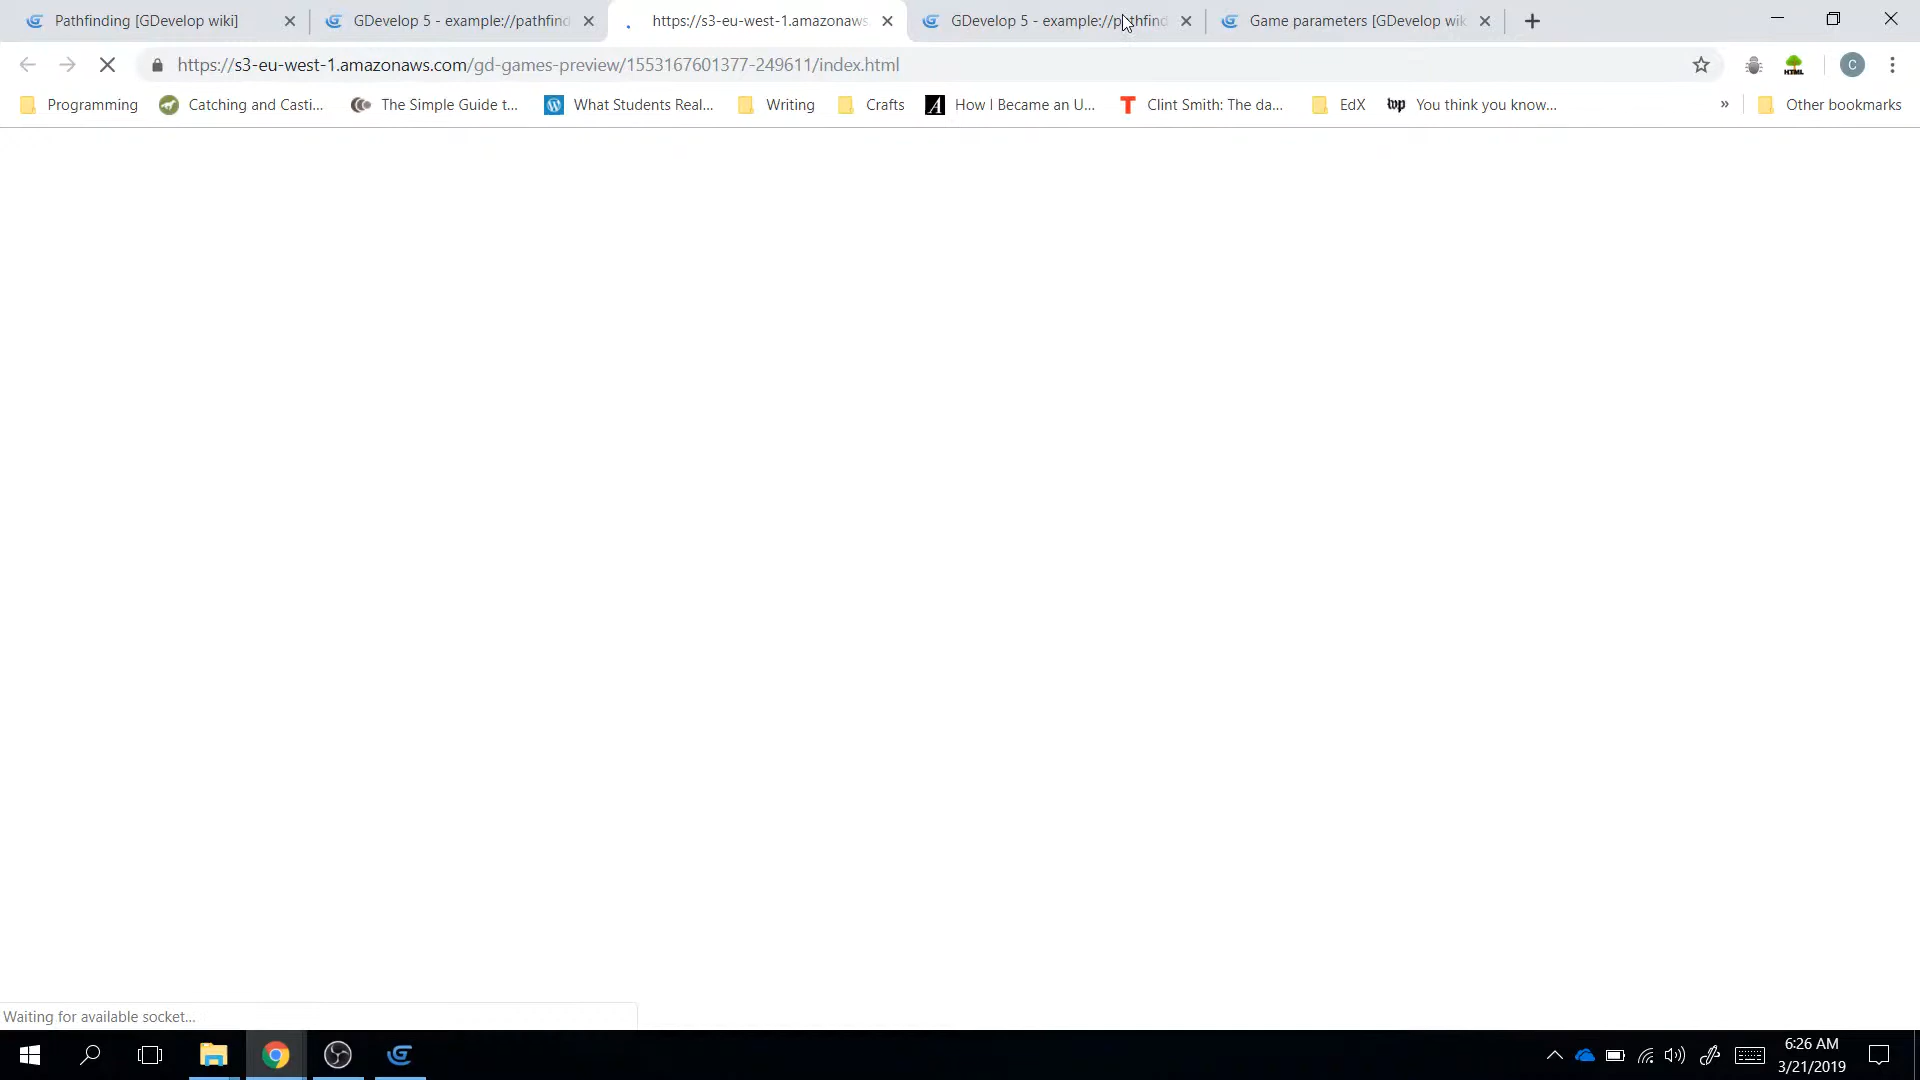 Pathfinding [GDevelop wiki]
GDevelop 5 - example://pathfind
https://s3-eu-west-1.amazonaws
GDevelop 5 - example://pathfind
Game parameters [GDevelop wik
https://s3-eu-west-1.amazonaws.com/gd-games-preview/1553167601377-249611/index.html
C
Programming
Catching and Casti...
The Simple Guide t...
What Students Real...
Writing
Crafts
How I Became an U...
Clint Smith: The da...
EdX
wp You think you know...
»
Other bookmarks
Waiting for available socket...
6:26 AM
3/21/2019